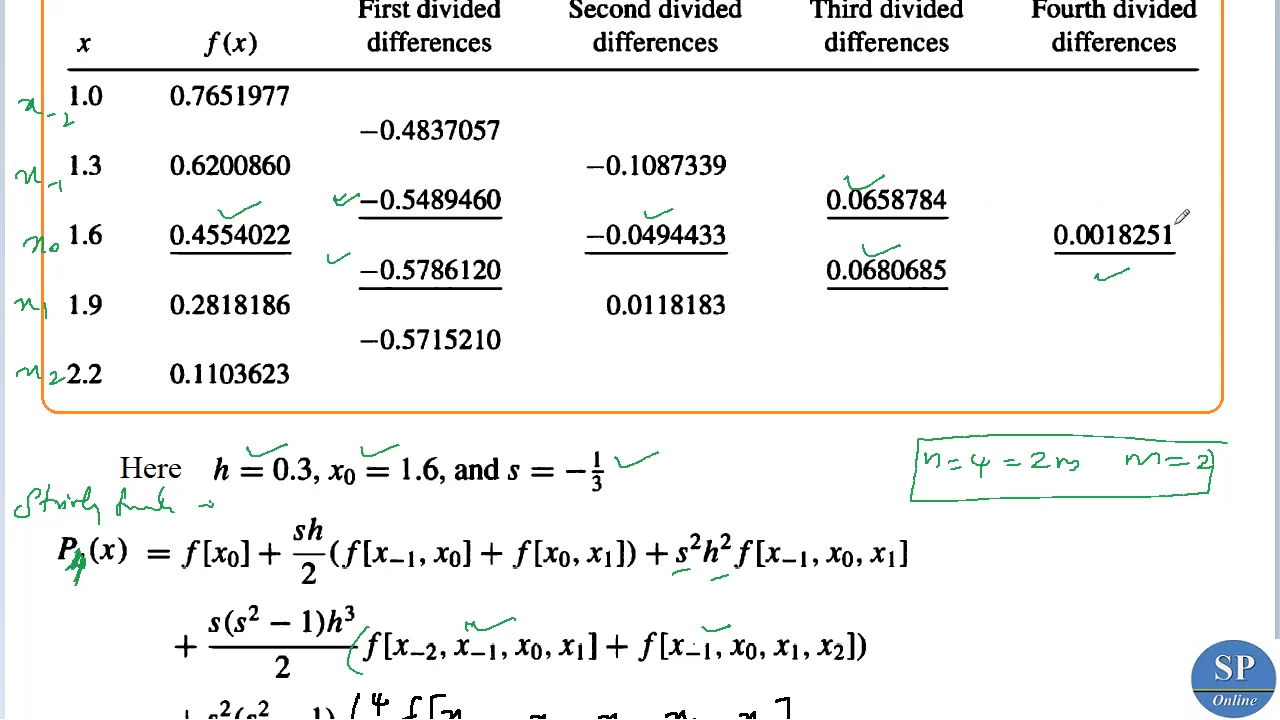 First divided Second divided Third divided Fourth divided
x f(x) differences differences differences differences
x₋₂ 1.0 0.7651977
−0.4837057
x₋₁ 1.3 0.6200860 −0.1087339
−0.5489460 0.0658784
x₀ 1.6 0.4554022 −0.0494433 0.0018251
−0.5786120 0.0680685
x₁ 1.9 0.2818186 0.0118183
−0.5715210
x₂ 2.2 0.1103623
Here h = 0.3, x₀ = 1.6, and s = −1/3
n = 4 = 2m m = 2
P₄(x) = f[x₀] + sh/2 (f[x₋₁, x₀] + f[x₀, x₁]) + s²h² f[x₋₁, x₀, x₁]
+ s(s² − 1)h³/2 (f[x₋₂, x₋₁, x₀, x₁] + f[x₋₁, x₀, x₁, x₂])
SP
Online